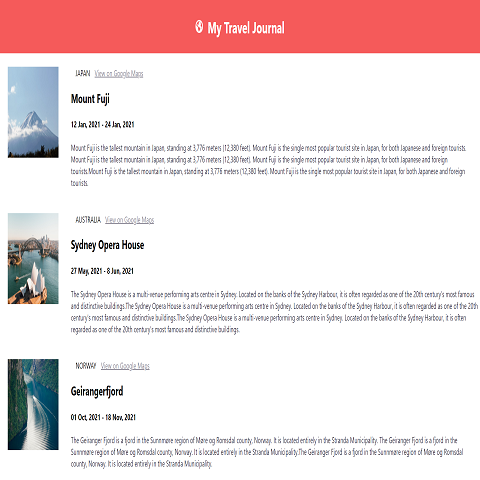 My Travel Journal
JAPAN View on Google Maps
Mount Fuji
12 Jan, 2021 - 24 Jan, 2021
Mount Fuji is the tallest mountain in Japan, standing at 3,776 meters (12,380 feet). Mount Fuji is the single most popular tourist site in Japan, for both Japanese and foreign tourists.
Mount Fuji is the tallest mountain in Japan, standing at 3,776 meters (12,380 feet). Mount Fuji is the single most popular tourist site in Japan, for both Japanese and foreign
tourists.Mount Fuji is the tallest mountain in Japan, standing at 3,776 meters (12,380 feet). Mount Fuji is the single most popular tourist site in Japan, for both Japanese and foreign
tourists.
AUSTRALIA View on Google Maps
Sydney Opera House
27 May, 2021 - 8 Jun, 2021
The Sydney Opera House is a multi-venue performing arts centre in Sydney. Located on the banks of the Sydney Harbour, it is often regarded as one of the 20th century's most famous
and distinctive buildings.The Sydney Opera House is a multi-venue performing arts centre in Sydney. Located on the banks of the Sydney Harbour, it is often regarded as one of the 20th
century's most famous and distinctive buildings.The Sydney Opera House is a multi-venue performing arts centre in Sydney. Located on the banks of the Sydney Harbour, it is often
regarded as one of the 20th century's most famous and distinctive buildings.
NORWAY View on Google Maps
Geirangerfjord
01 Oct, 2021 - 18 Nov, 2021
The Geiranger Fjord is a fjord in the Sunnmøre region of Møre og Romsdal county, Norway. It is located entirely in the Stranda Municipality. The Geiranger Fjord is a fjord in the
Sunnmøre region of Møre og Romsdal county, Norway. It is located entirely in the Stranda Municipality.The Geiranger Fjord is a fjord in the Sunnmøre region of Møre og Romsdal
county, Norway. It is located entirely in the Stranda Municipality.